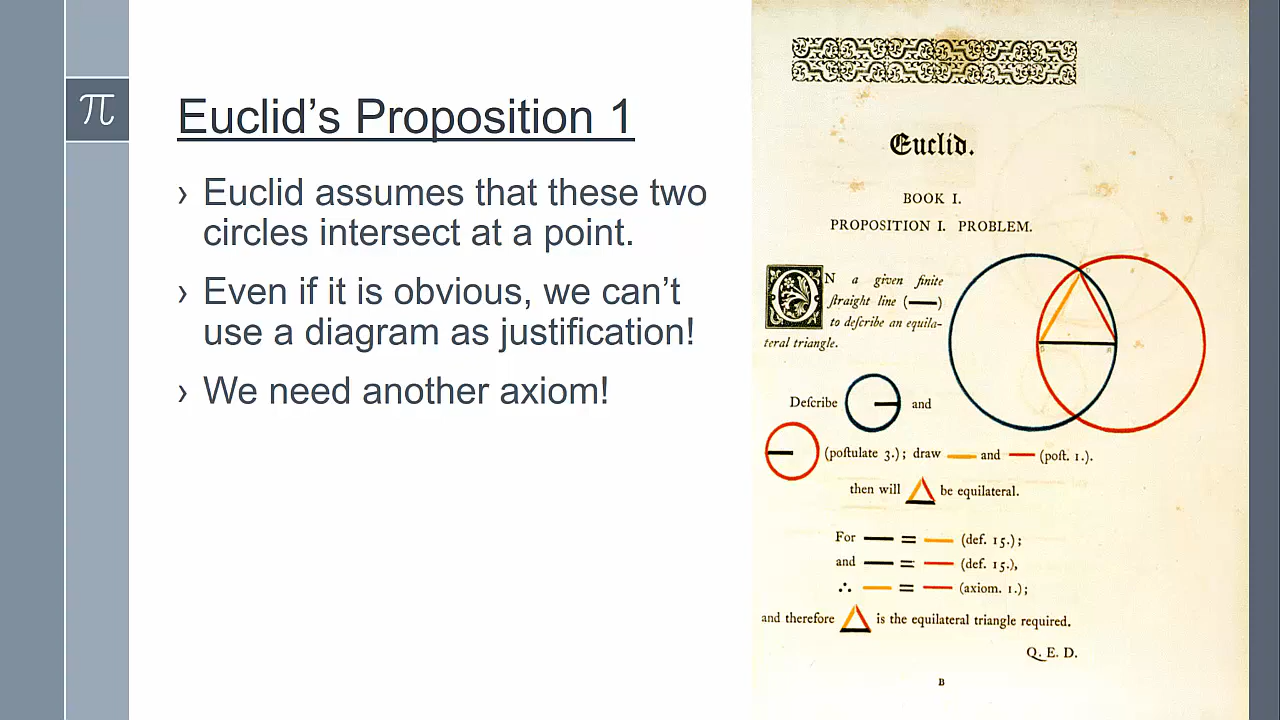 π
Euclid’s Proposition 1
› Euclid assumes that these two
circles intersect at a point.
› Even if it is obvious, we can’t
use a diagram as justification!
› We need another axiom!
Euclid.
BOOK I.
PROPOSITION I. PROBLEM.
ON a given finite
ſtraight line ( )
to deſcribe an equila-
teral triangle.
Deſcribe and
(poſtulate 3.); draw and (poſt. 1.).
then will be equilateral.
For = (def. 15.);
and = (def. 15.),
∴ = (axiom. 1.);
and therefore is the equilateral triangle required.
Q. E. D.
B